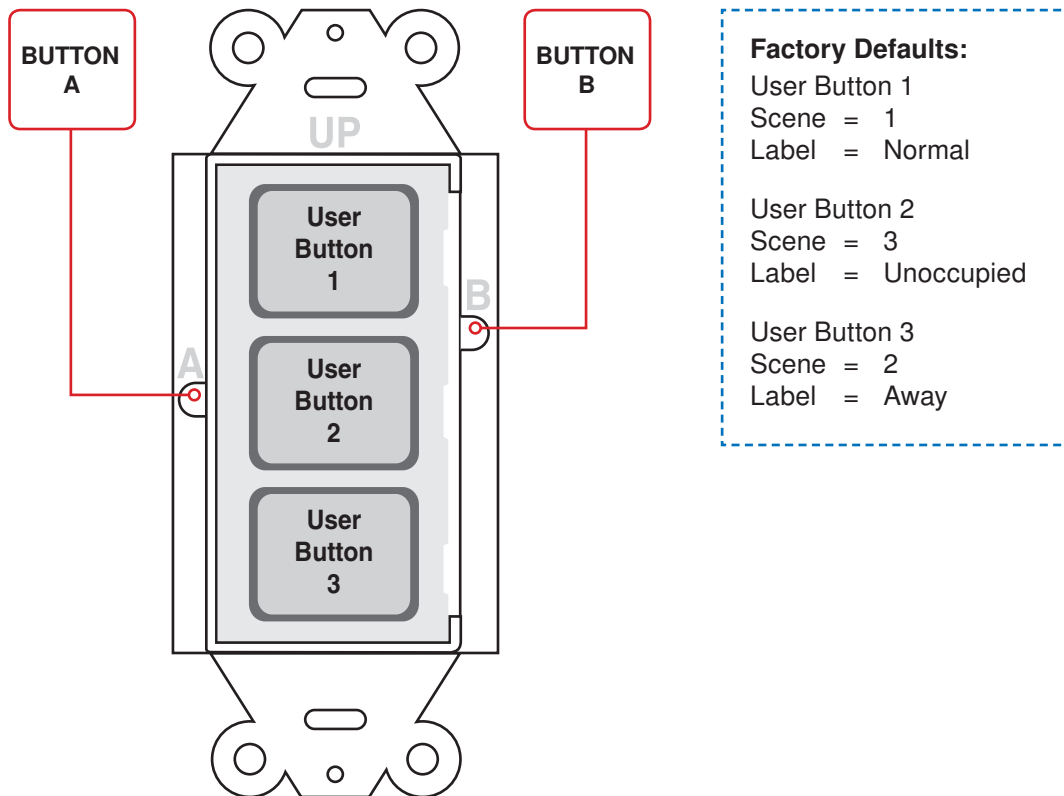 BUTTON
A
BUTTON
B
UP
User
Button
1
B
User
Button
2
A
User
Button
3
Factory Defaults:
User Button 1
Scene = 1
Label = Normal
User Button 2
Scene = 3
Label = Unoccupied
User Button 3
Scene = 2
Label = Away